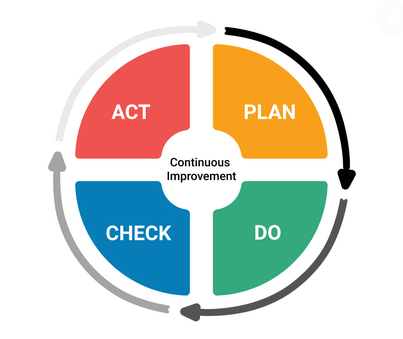 ACT
PLAN
Continuous
Improvement
CHECK
DO